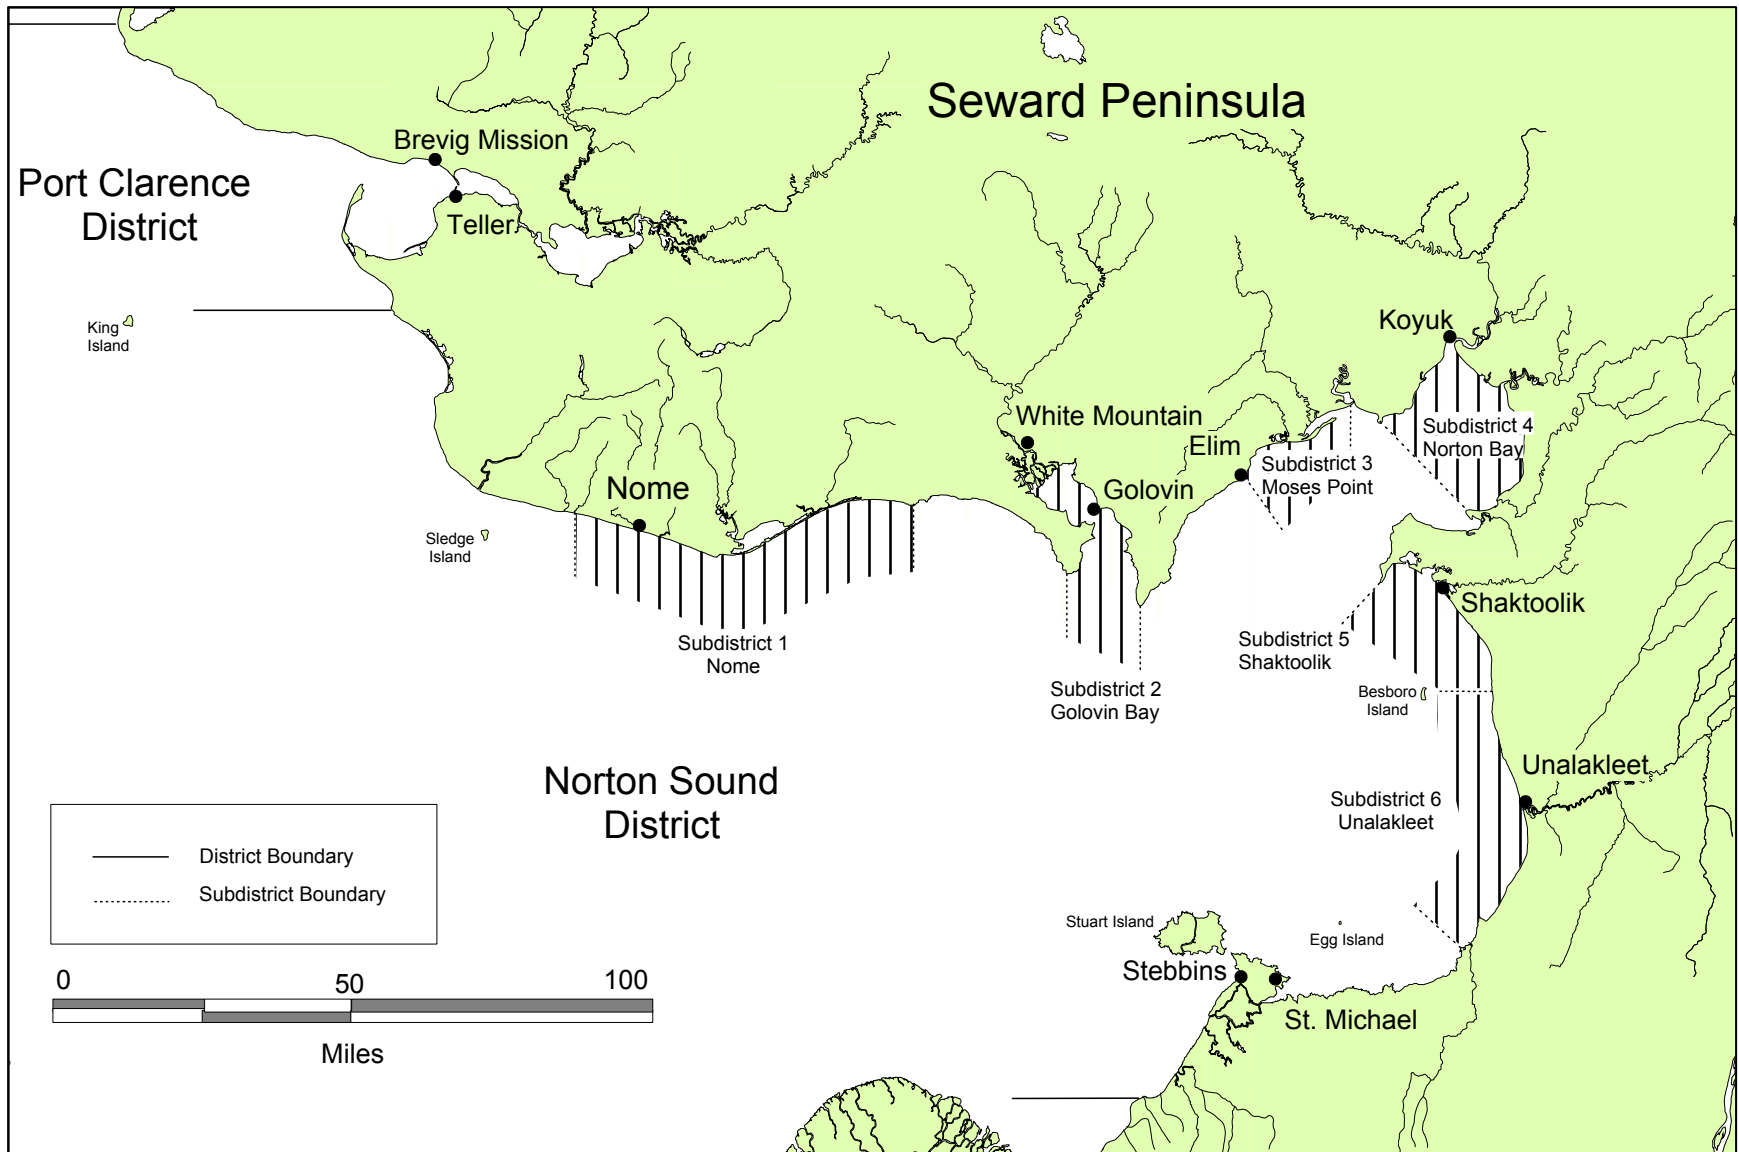 Seward Peninsula
Brevig Mission
Port Clarence
District
Teller
King
Island
Koyuk
White Mountain
Elim
Subdistrict 4
Norton Bay
Subdistrict 3
Moses Point
Nome
Golovin
Sledge
Island
Shaktoolik
Subdistrict 1
Nome
Subdistrict 5
Shaktoolik
Subdistrict 2
Golovin Bay
Besboro
Island
Norton Sound
District
Unalakleet
Subdistrict 6
Unalakleet
District Boundary
Subdistrict Boundary
Stuart Island
Egg Island
Stebbins
St. Michael
0 50 100
Miles